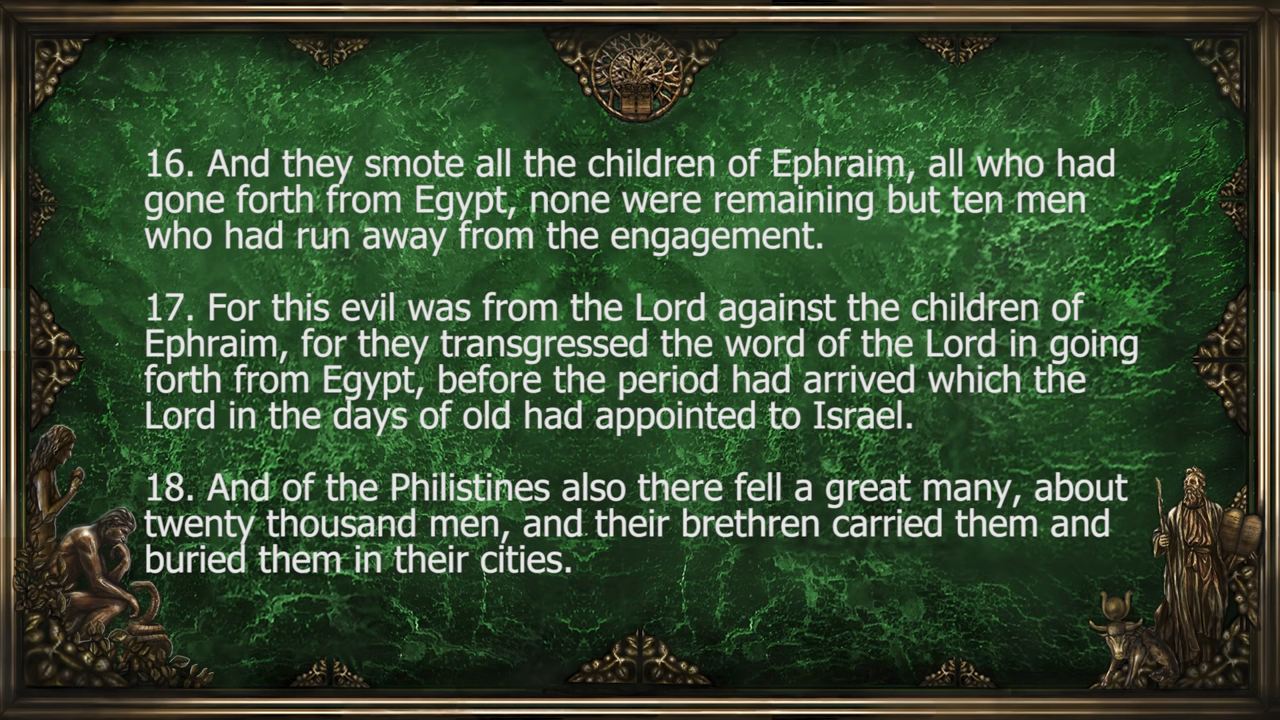 16. And they smote all the children of Ephraim, all who had
gone forth from Egypt, none were remaining but ten men
who had run away from the engagement.
17. For this evil was from the Lord against the children of
Ephraim, for they transgressed the word of the Lord in going
forth from Egypt, before the period had arrived which the
Lord in the days of old had appointed to Israel.
18. And of the Philistines also there fell a great many, about
twenty thousand men, and their brethren carried them and
buried them in their cities.